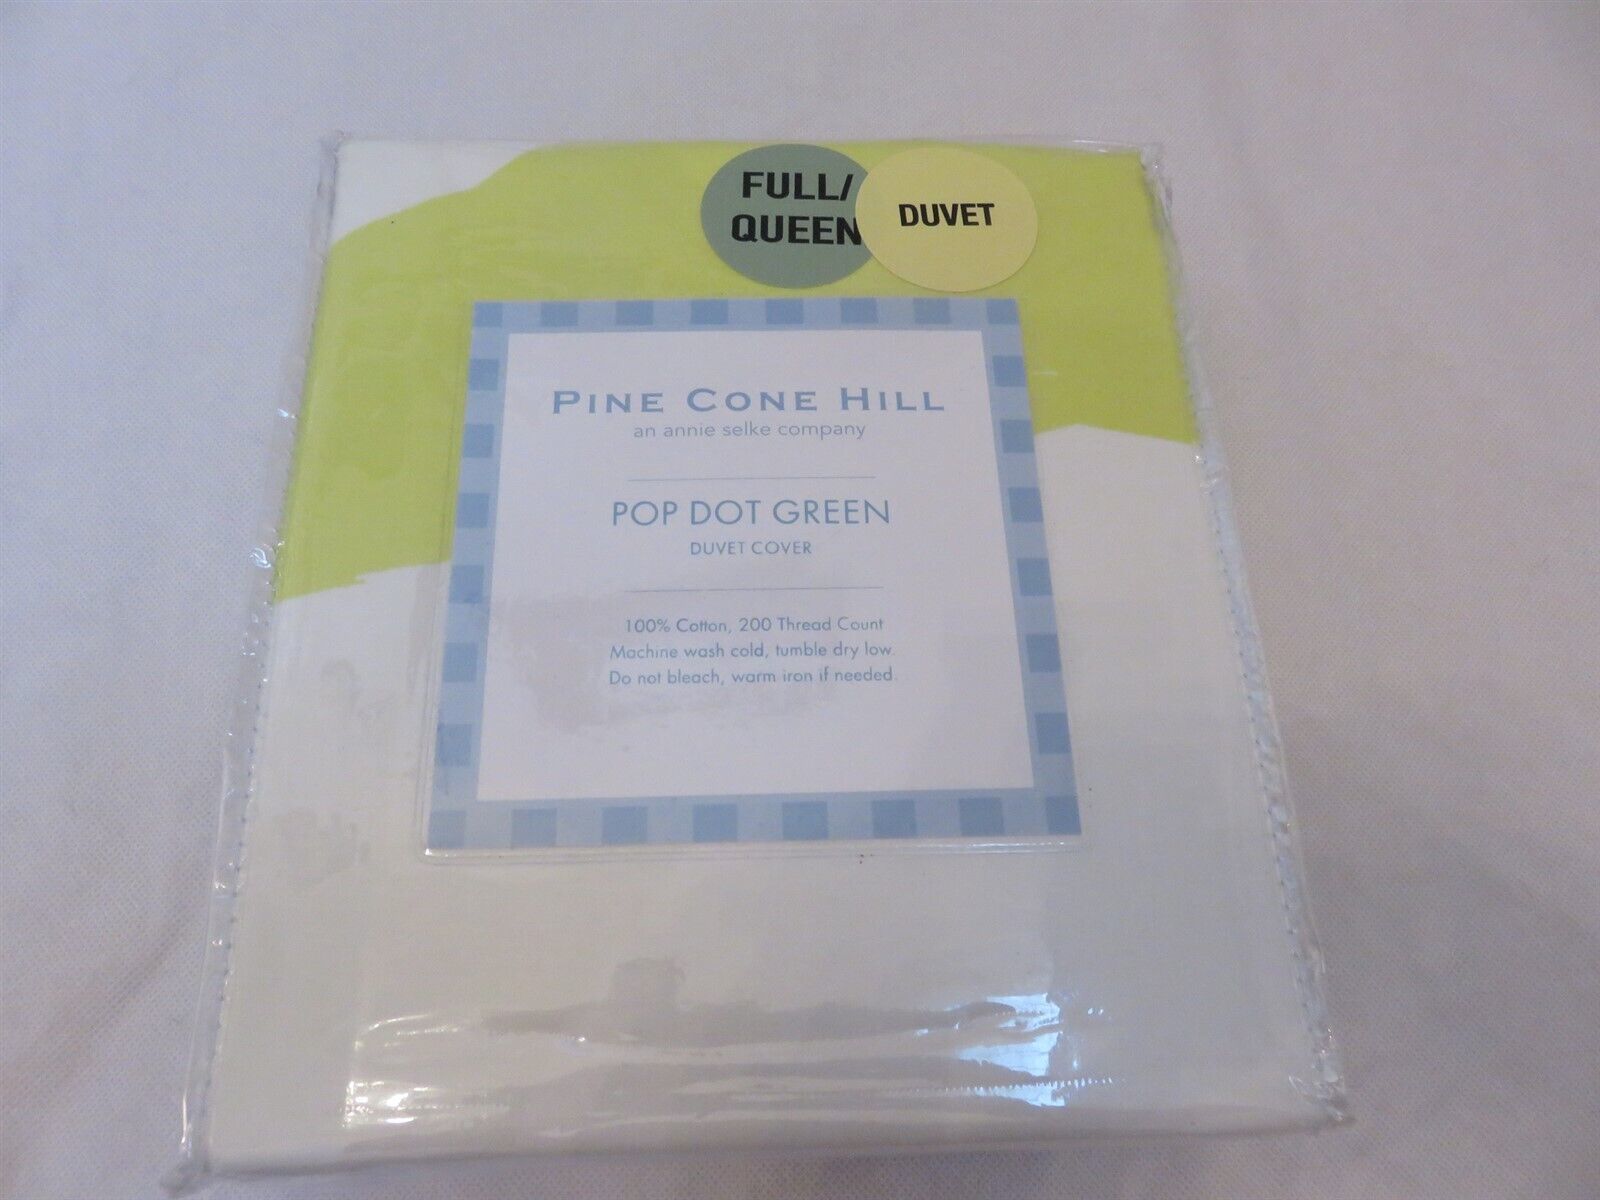 FULL/
QUEEN
DUVET
PINE CONE HILL
an annie selke company
POP DOT GREEN
DUVET COVER
100% Cotton, 200 Thread Count
Machine wash cold, tumble dry low.
Do not bleach, warm iron if needed.